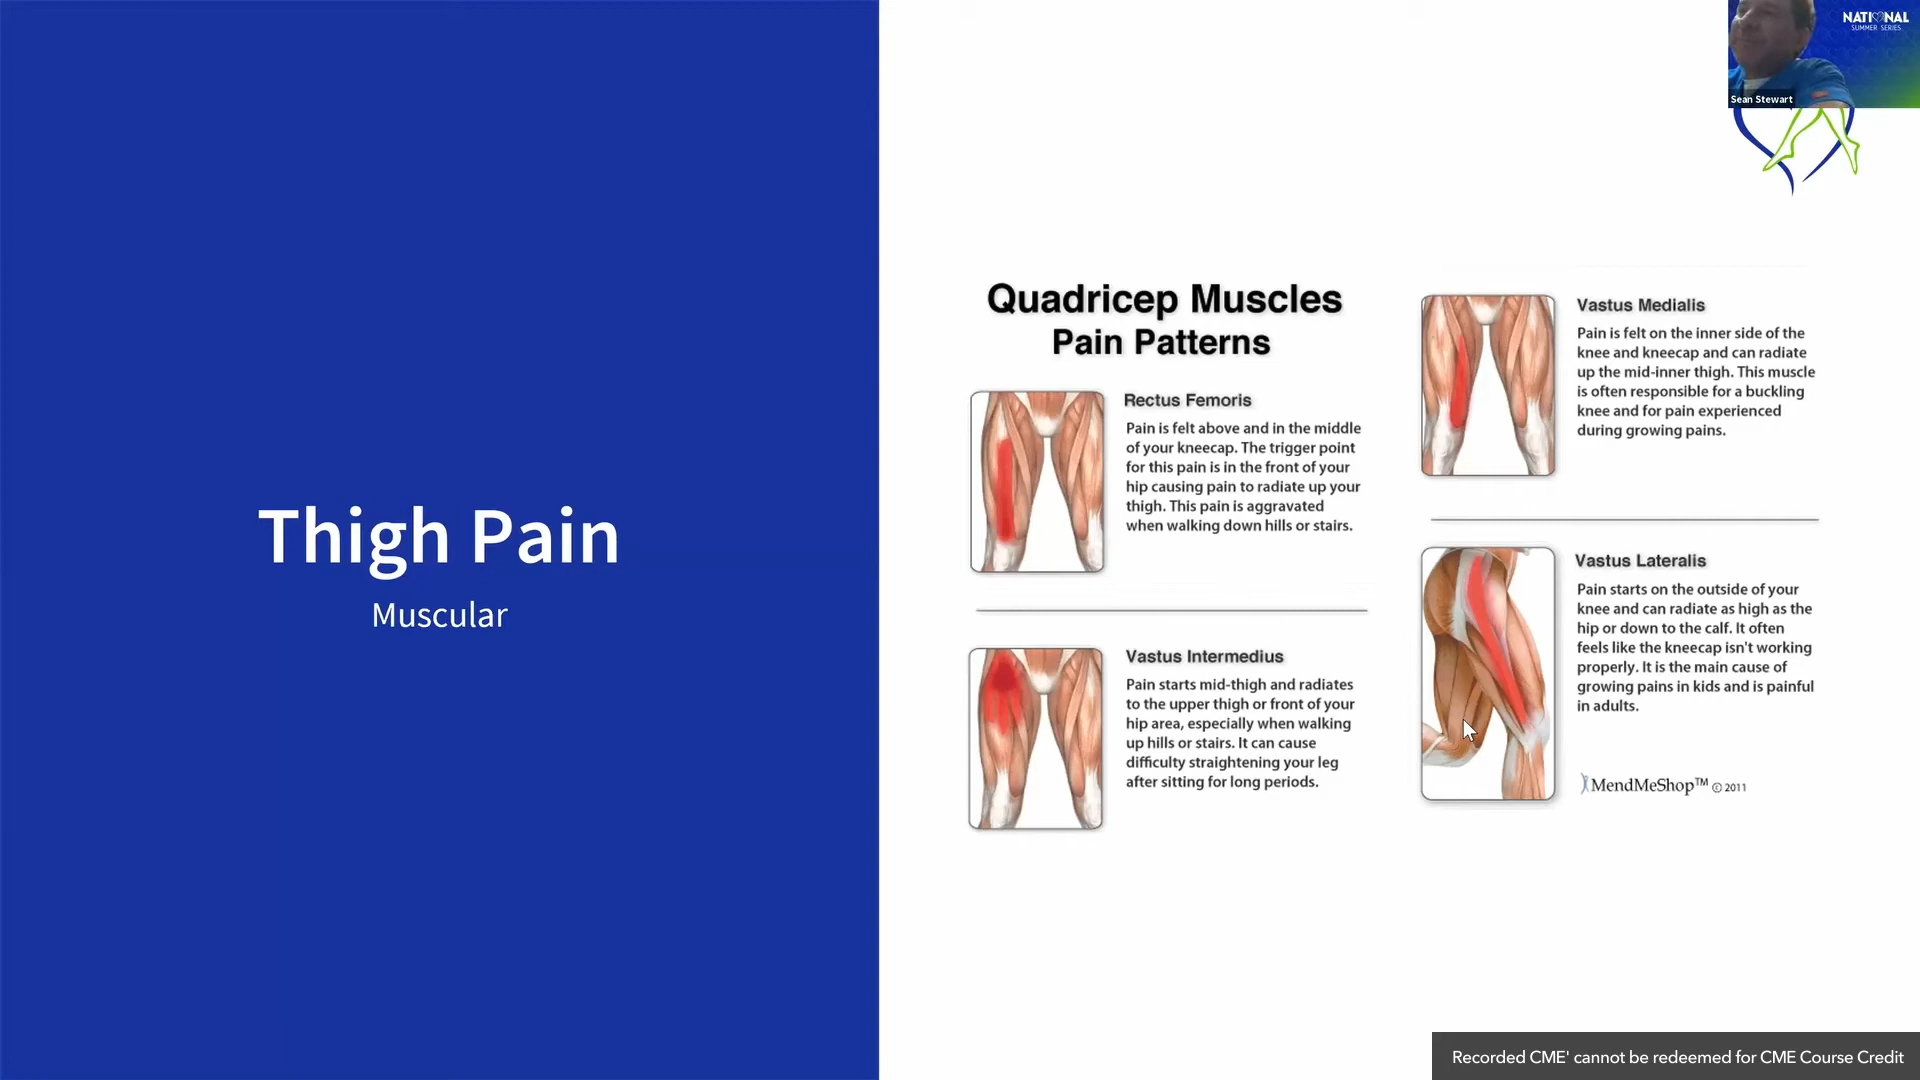 NATIONAL
SUMMER SERIES
Sean Stewart
Thigh Pain
Muscular
Quadricep Muscles
Pain Patterns
Rectus Femoris
Pain is felt above and in the middle
of your kneecap. The trigger point
for this pain is in the front of your
hip causing pain to radiate up your
thigh. This pain is aggravated
when walking down hills or stairs.
Vastus Intermedius
Pain starts mid-thigh and radiates
to the upper thigh or front of your
hip area, especially when walking
up hills or stairs. It can cause
difficulty straightening your leg
after sitting for long periods.
Vastus Medialis
Pain is felt on the inner side of the
knee and kneecap and can radiate
up the mid-inner thigh. This muscle
is often responsible for a buckling
knee and for pain experienced
during growing pains.
Vastus Lateralis
Pain starts on the outside of your
knee and can radiate as high as the
hip or down to the calf. It often
feels like the kneecap isn't working
properly. It is the main cause of
growing pains in kids and is painful
in adults.
MendMeShop™ © 2011
Recorded CME' cannot be redeemed for CME Course Credit